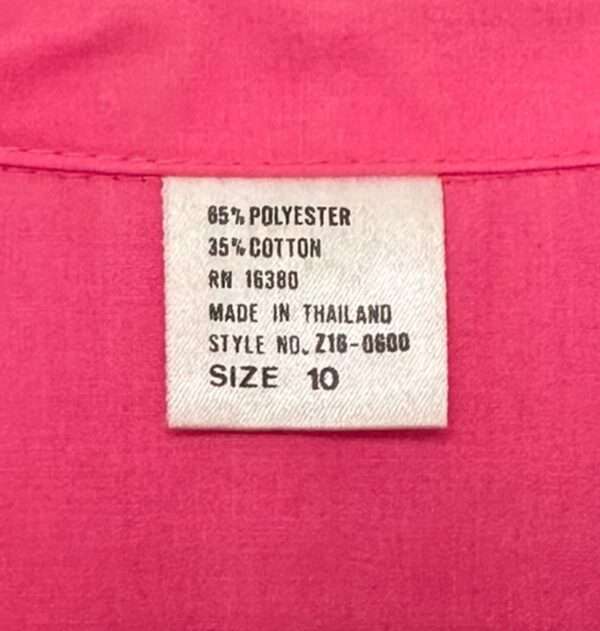 65% POLYESTER
35% COTTON
RN 16380
MADE IN THAILAND
STYLE NO. Z16-0600
SIZE 10